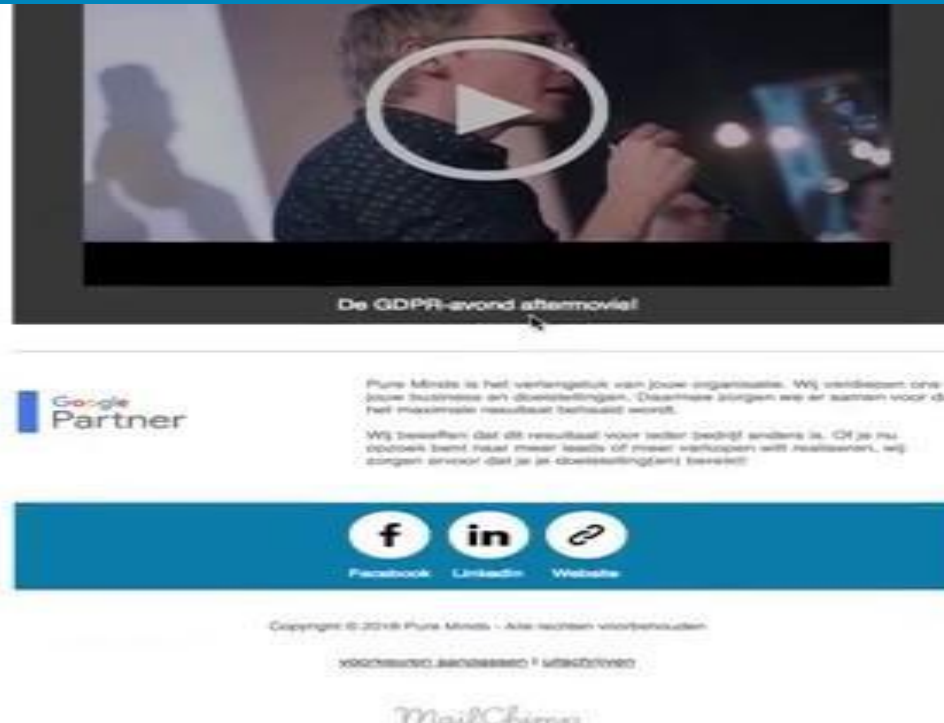 De GDPR-avond aftermovie!
Google
Partner
Pure Minds is het verlengstuk van jouw organisatie. Wij verdiepen ons
jouw business en doelstellingen. Daarmee zorgen we er samen voor d
het maximale resultaat behaald wordt.
Wij beseffen dat dit resultaat voor ieder bedrijf anders is. Of je nu
opzoek bent naar meer leads of meer verkopen wilt realiseren, wij
zorgen ervoor dat je je doelstelling(en) bereikt!
f
in
Facebook
LinkedIn
Website
Copyright © 2018 Pure Minds - Alle rechten voorbehouden
voorkeuren aanpassen | uitschrijven
MailChimp